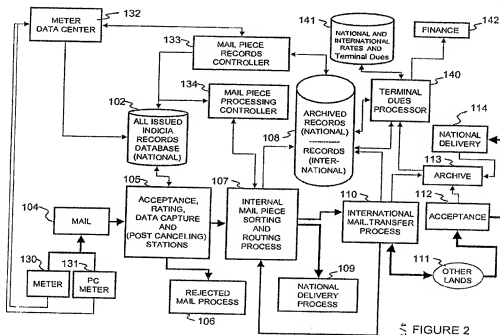 METER
DATA CENTER
132
133
MAIL PIECE
RECORDS
CONTROLLER
141
NATIONAL AND
INTERNATIONAL
RATES and
Terminal Dues
FINANCE
142
134
MAIL PIECE
PROCESSING
CONTROLLER
102
ALL ISSUED
INDICIA
RECORDS
DATABASE
(NATIONAL)
108
ARCHIVED
RECORDS
(NATIONAL)
RECORDS
(INTER-
NATIONAL)
140
TERMINAL
DUES
PROCESSOR
114
NATIONAL
DELIVERY
113
ARCHIVE
105
ACCEPTANCE,
RATING,
DATA CAPTURE
AND
(POST CANCELING)
STATIONS
107
INTERNAL
MAIL PIECE
SORTING
AND
ROUTING
PROCESS
110
INTERNATIONAL
MAIL TRANSFER
PROCESS
112
ACCEPTANCE
104
MAIL
130
METER
131
PC
METER
REJECTED
MAIL PROCESS
106
109
NATIONAL
DELIVERY PROCESS
111
OTHER
LANDS
FIGURE 2